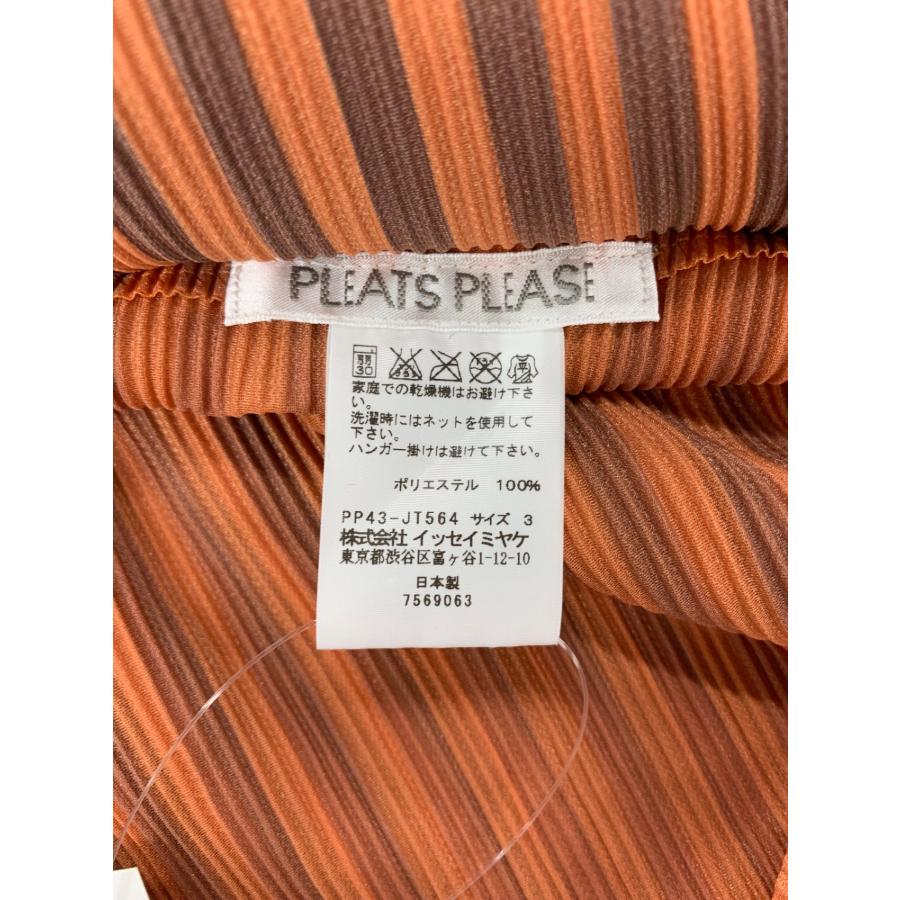 PLEATS PLEASE
30
平
家庭での乾燥機はお避け下さ
い。
洗濯時にはネットを使用して
下さい。
ハンガー掛けは避けて下さい。
ポリエステル 100%
PP43-JT564 サイズ 3
株式会社 イッセイミヤケ
東京都渋谷区富ヶ谷1-12-10
日本製
7569063